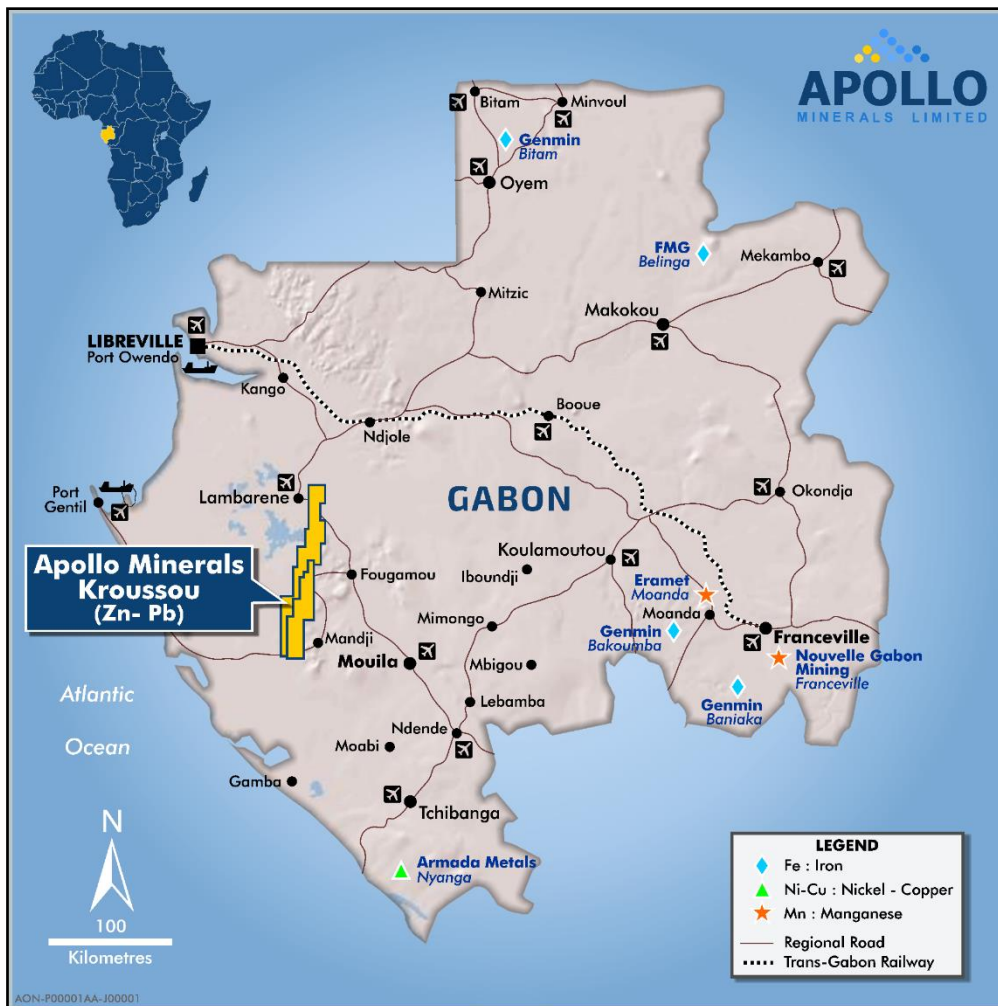 APOLLO
MINERALS LIMITED
Bitam
Minvoul
Genmin
Bitam
Oyem
FMG
Belinga
Mekambo
Mitzic
Makokou
LIBREVILLE
Port Owendo
Kango
Booue
Ndjole
Port
Gentil
Lambarene
GABON
Okondja
Koulamoutou
Apollo Minerals
Kroussou
(Zn- Pb)
Fougamou
Iboundji
Eramet
Moanda
Moanda
Mimongo
Genmin
Bakoumba
Franceville
Mandji
Mouila
Mbigou
Nouvelle Gabon
Mining
Franceville
Genmin
Baniaka
Atlantic
Ocean
Lebamba
Ndende
Moabi
Gamba
Tchibanga
N
100
Kilometres
Armada Metals
Nyanga
LEGEND
Fe : Iron
Ni-Cu : Nickel - Copper
Mn : Manganese
Regional Road
Trans-Gabon Railway
AON-P00001AA-J00001